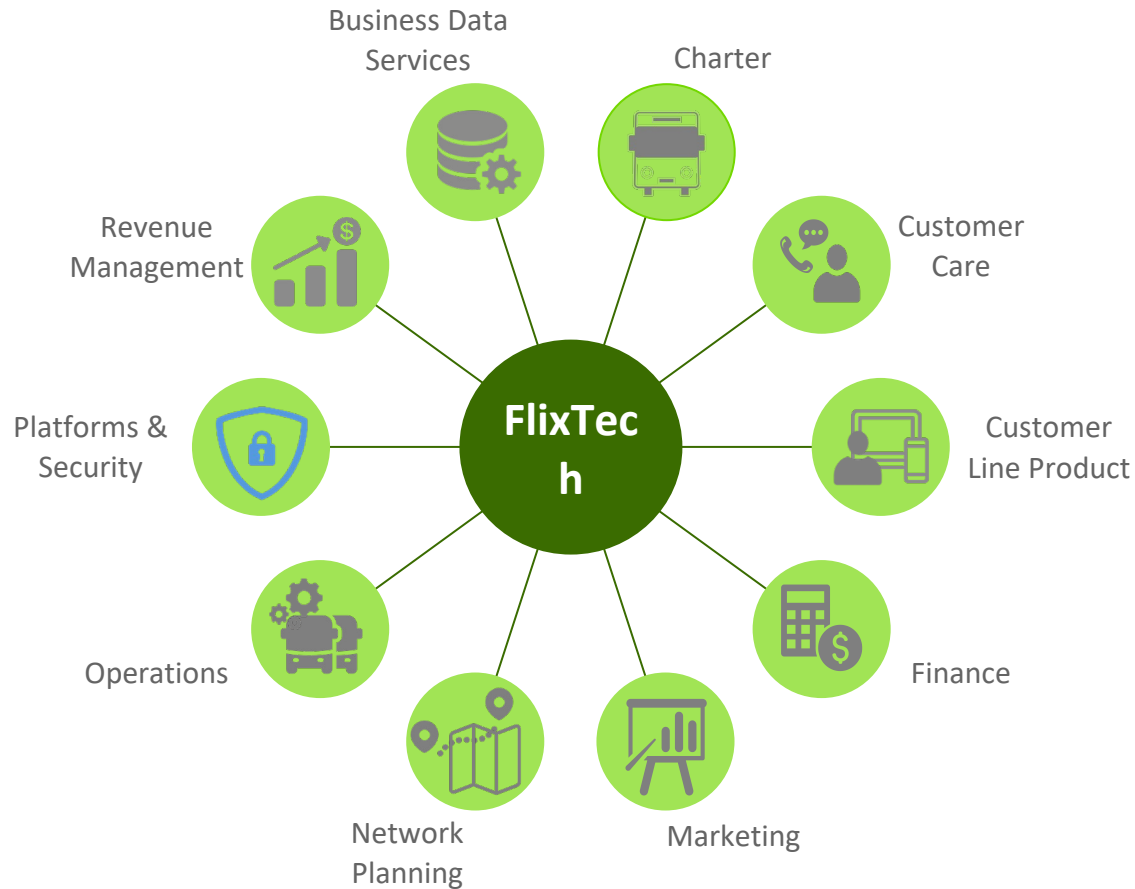 Business Data
Services
Charter
Customer
Care
Customer
Line Product
Finance
Marketing
Network
Planning
Operations
Platforms &
Security
Revenue
Management
FlixTec
h
$
$